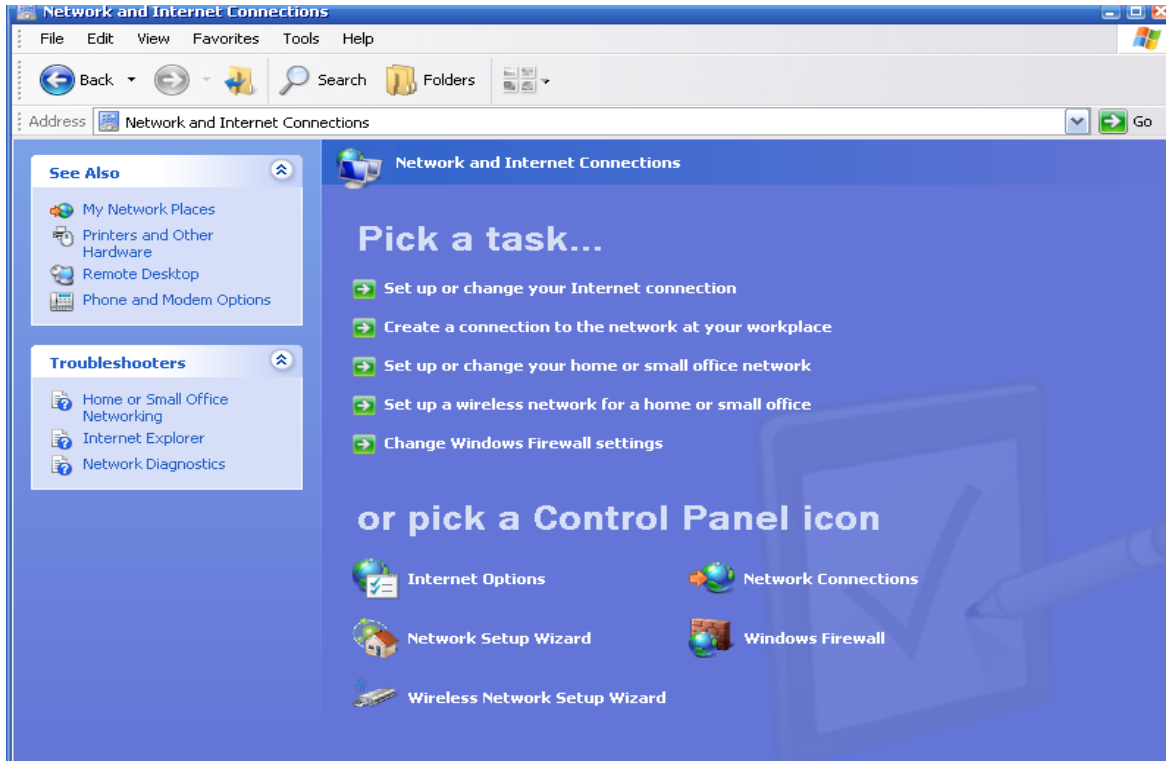 Network and Internet Connections
File Edit View Favorites Tools Help
Back Search Folders
Address Network and Internet Connections Go
See Also
My Network Places
Printers and Other
Hardware
Remote Desktop
Phone and Modem Options
Troubleshooters
Home or Small Office
Networking
Internet Explorer
Network Diagnostics
Network and Internet Connections
Pick a task...
Set up or change your Internet connection
Create a connection to the network at your workplace
Set up or change your home or small office network
Set up a wireless network for a home or small office
Change Windows Firewall settings
or pick a Control Panel icon
Internet Options Network Connections
Network Setup Wizard Windows Firewall
Wireless Network Setup Wizard